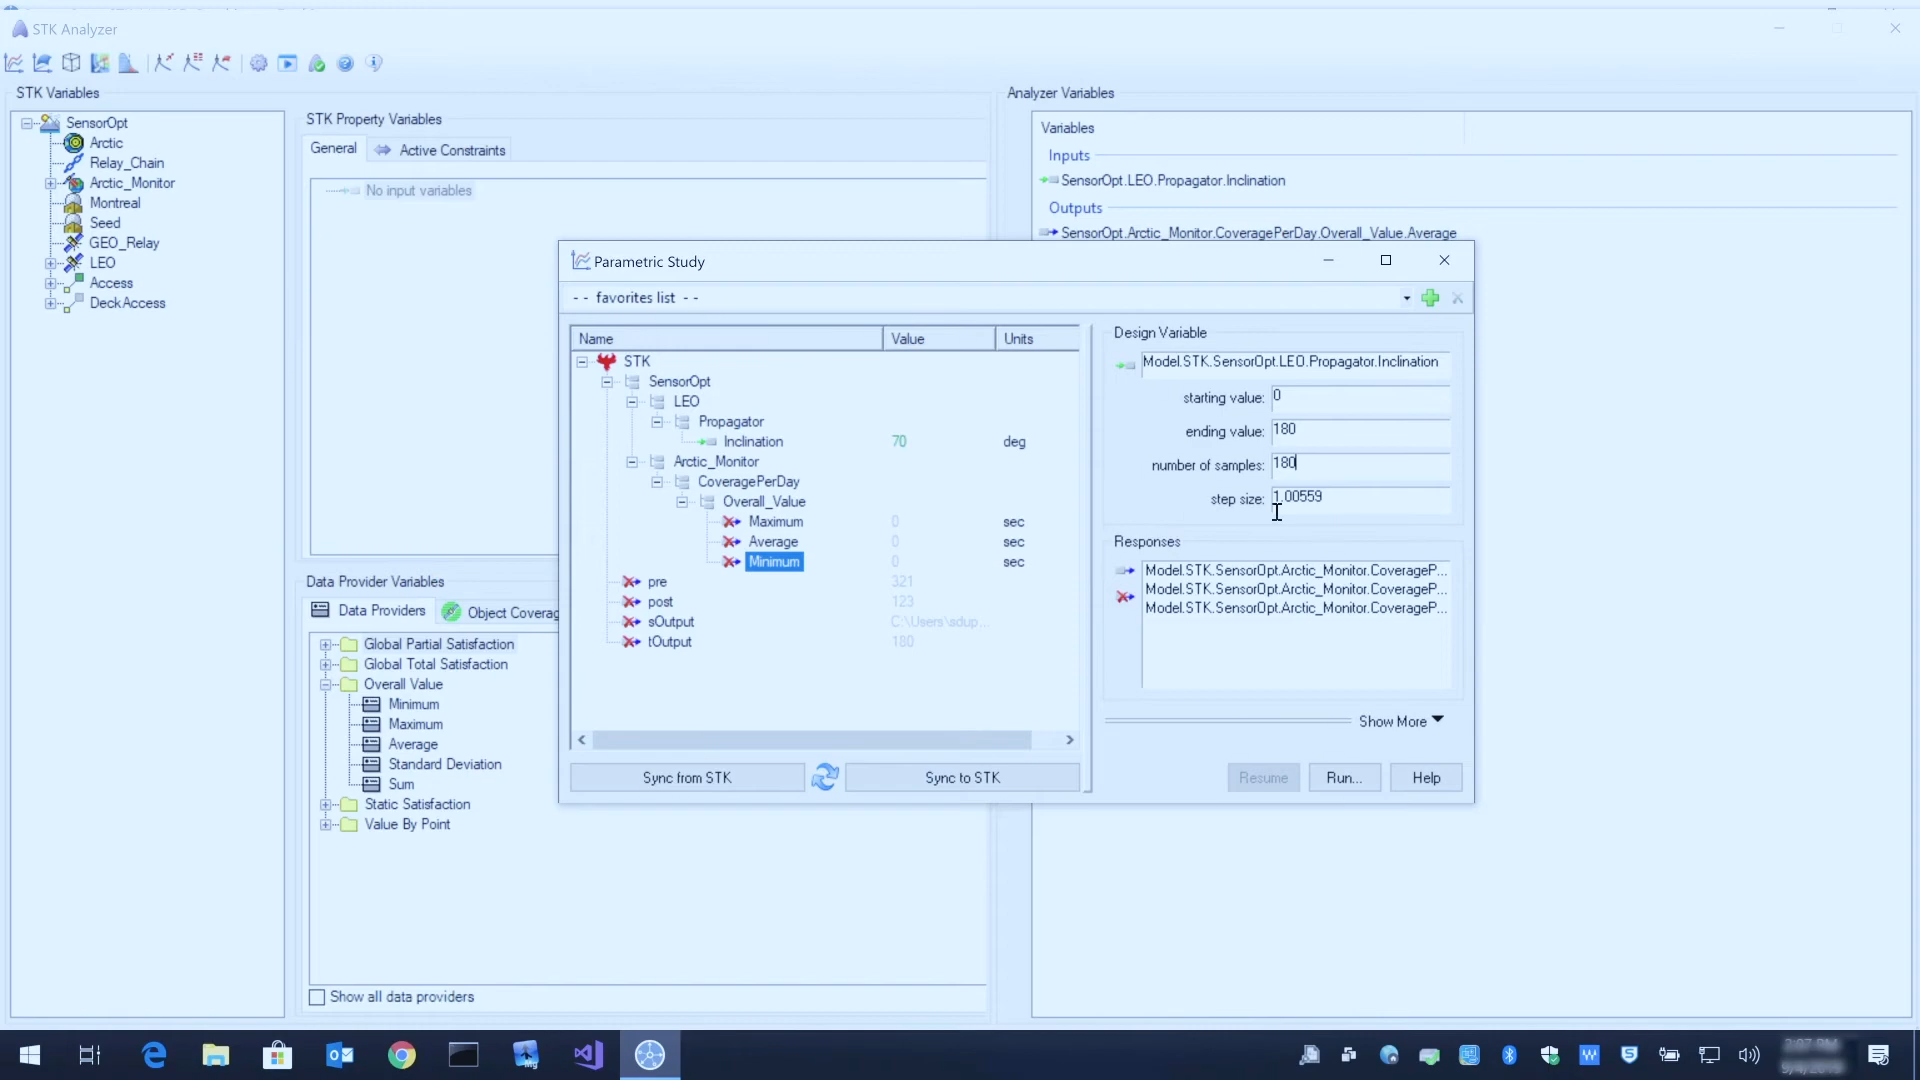 STK Analyzer
STK Variables
SensorOpt
Arctic
Relay_Chain
Arctic_Monitor
Montreal
Seed
GEO_Relay
LEO
Access
DeckAccess
STK Property Variables
General
Active Constraints
No input variables
Data Provider Variables
Data Providers
Object Coverag
Global Partial Satisfaction
Global Total Satisfaction
Overall Value
Minimum
Maximum
Average
Standard Deviation
Sum
Static Satisfaction
Value By Point
Show all data providers
Analyzer Variables
Variables
Inputs
SensorOpt.LEO.Propagator.Inclination
Outputs
SensorOpt.Arctic_Monitor.CoveragePerDay.Overall_Value.Average
Parametric Study
- - favorites list - -
Name Value Units
STK
SensorOpt
LEO
Propagator
Inclination 70 deg
Arctic_Monitor
CoveragePerDay
Overall_Value
Maximum 0 sec
Average 0 sec
Minimum 0 sec
pre 321
post 123
sOutput C:\Users\sdup...
tOutput 180
Sync from STK
Sync to STK
Design Variable
Model.STK.SensorOpt.LEO.Propagator.Inclination
starting value: 0
ending value: 180
number of samples: 180
step size: 1.00559
Responses
Model.STK.SensorOpt.Arctic_Monitor.CoverageP...
Model.STK.SensorOpt.Arctic_Monitor.CoverageP...
Model.STK.SensorOpt.Arctic_Monitor.CoverageP...
Show More
Resume
Run...
Help